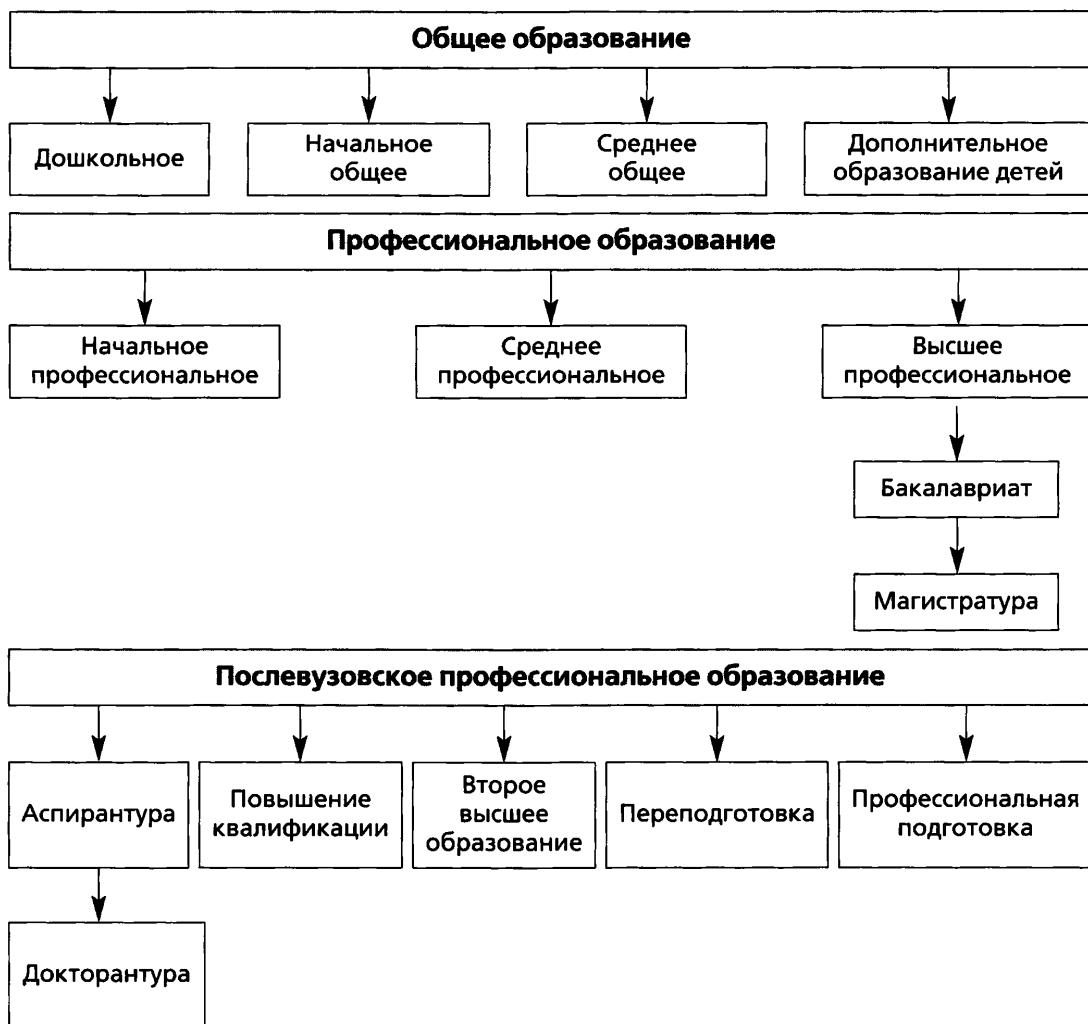 Общее образование
Дошкольное
Начальное
общее
Среднее
общее
Дополнительное
образование детей
Профессиональное образование
Начальное
профессиональное
Среднее
профессиональное
Высшее
профессиональное
Бакалавриат
Магистратура
Послевузовское профессиональное образование
Аспирантура
Повышение
квалификации
Второе
высшее
образование
Переподготовка
Профессиональная
подготовка
Докторантура